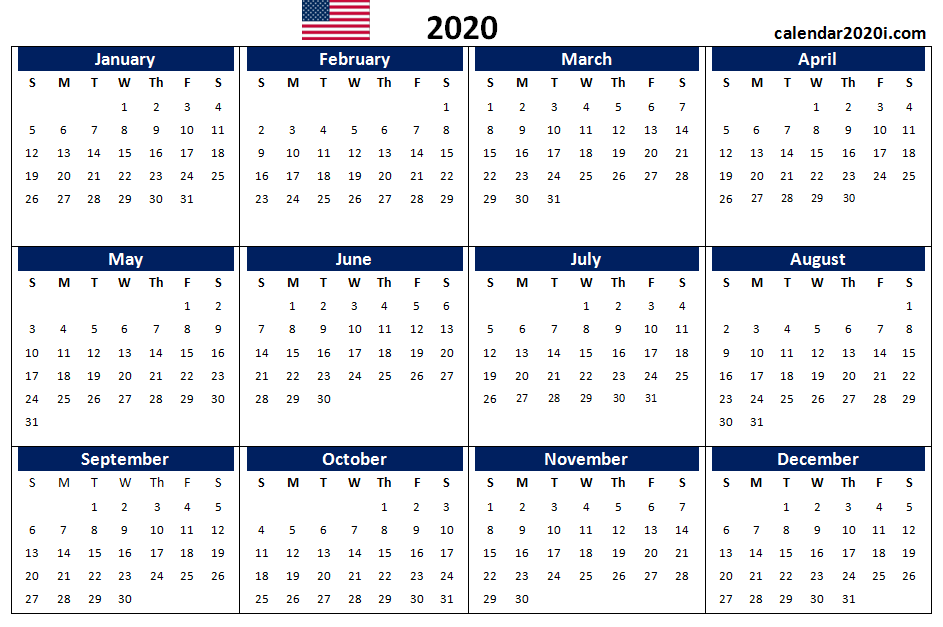 2020
calendar2020i.com
January
S M T W Th F S
1 2 3 4
5 6 7 8 9 10 11
12 13 14 15 16 17 18
19 20 21 22 23 24 25
26 27 28 29 30 31
February
S M T W Th F S
1
2 3 4 5 6 7 8
9 10 11 12 13 14 15
16 17 18 19 20 21 22
23 24 25 26 27 28 29
March
S M T W Th F S
1 2 3 4 5 6 7
8 9 10 11 12 13 14
15 16 17 18 19 20 21
22 23 24 25 26 27 28
29 30 31
April
S M T W Th F S
1 2 3 4
5 6 7 8 9 10 11
12 13 14 15 16 17 18
19 20 21 22 23 24 25
26 27 28 29 30
May
S M T W Th F S
1 2
3 4 5 6 7 8 9
10 11 12 13 14 15 16
17 18 19 20 21 22 23
24 25 26 27 28 29 30
31
June
S M T W Th F S
1 2 3 4 5 6
7 8 9 10 11 12 13
14 15 16 17 18 19 20
21 22 23 24 25 26 27
28 29 30
July
S M T W Th F S
1 2 3 4
5 6 7 8 9 10 11
12 13 14 15 16 17 18
19 20 21 22 23 24 25
26 27 28 29 30 31
August
S M T W Th F S
1
2 3 4 5 6 7 8
9 10 11 12 13 14 15
16 17 18 19 20 21 22
23 24 25 26 27 28 29
30 31
September
S M T W Th F S
1 2 3 4 5
6 7 8 9 10 11 12
13 14 15 16 17 18 19
20 21 22 23 24 25 26
27 28 29 30
October
S M T W Th F S
1 2 3
4 5 6 7 8 9 10
11 12 13 14 15 16 17
18 19 20 21 22 23 24
25 26 27 28 29 30 31
November
S M T W Th F S
1 2 3 4 5 6 7
8 9 10 11 12 13 14
15 16 17 18 19 20 21
22 23 24 25 26 27 28
29 30
December
S M T W Th F S
1 2 3 4 5
6 7 8 9 10 11 12
13 14 15 16 17 18 19
20 21 22 23 24 25 26
27 28 29 30 31